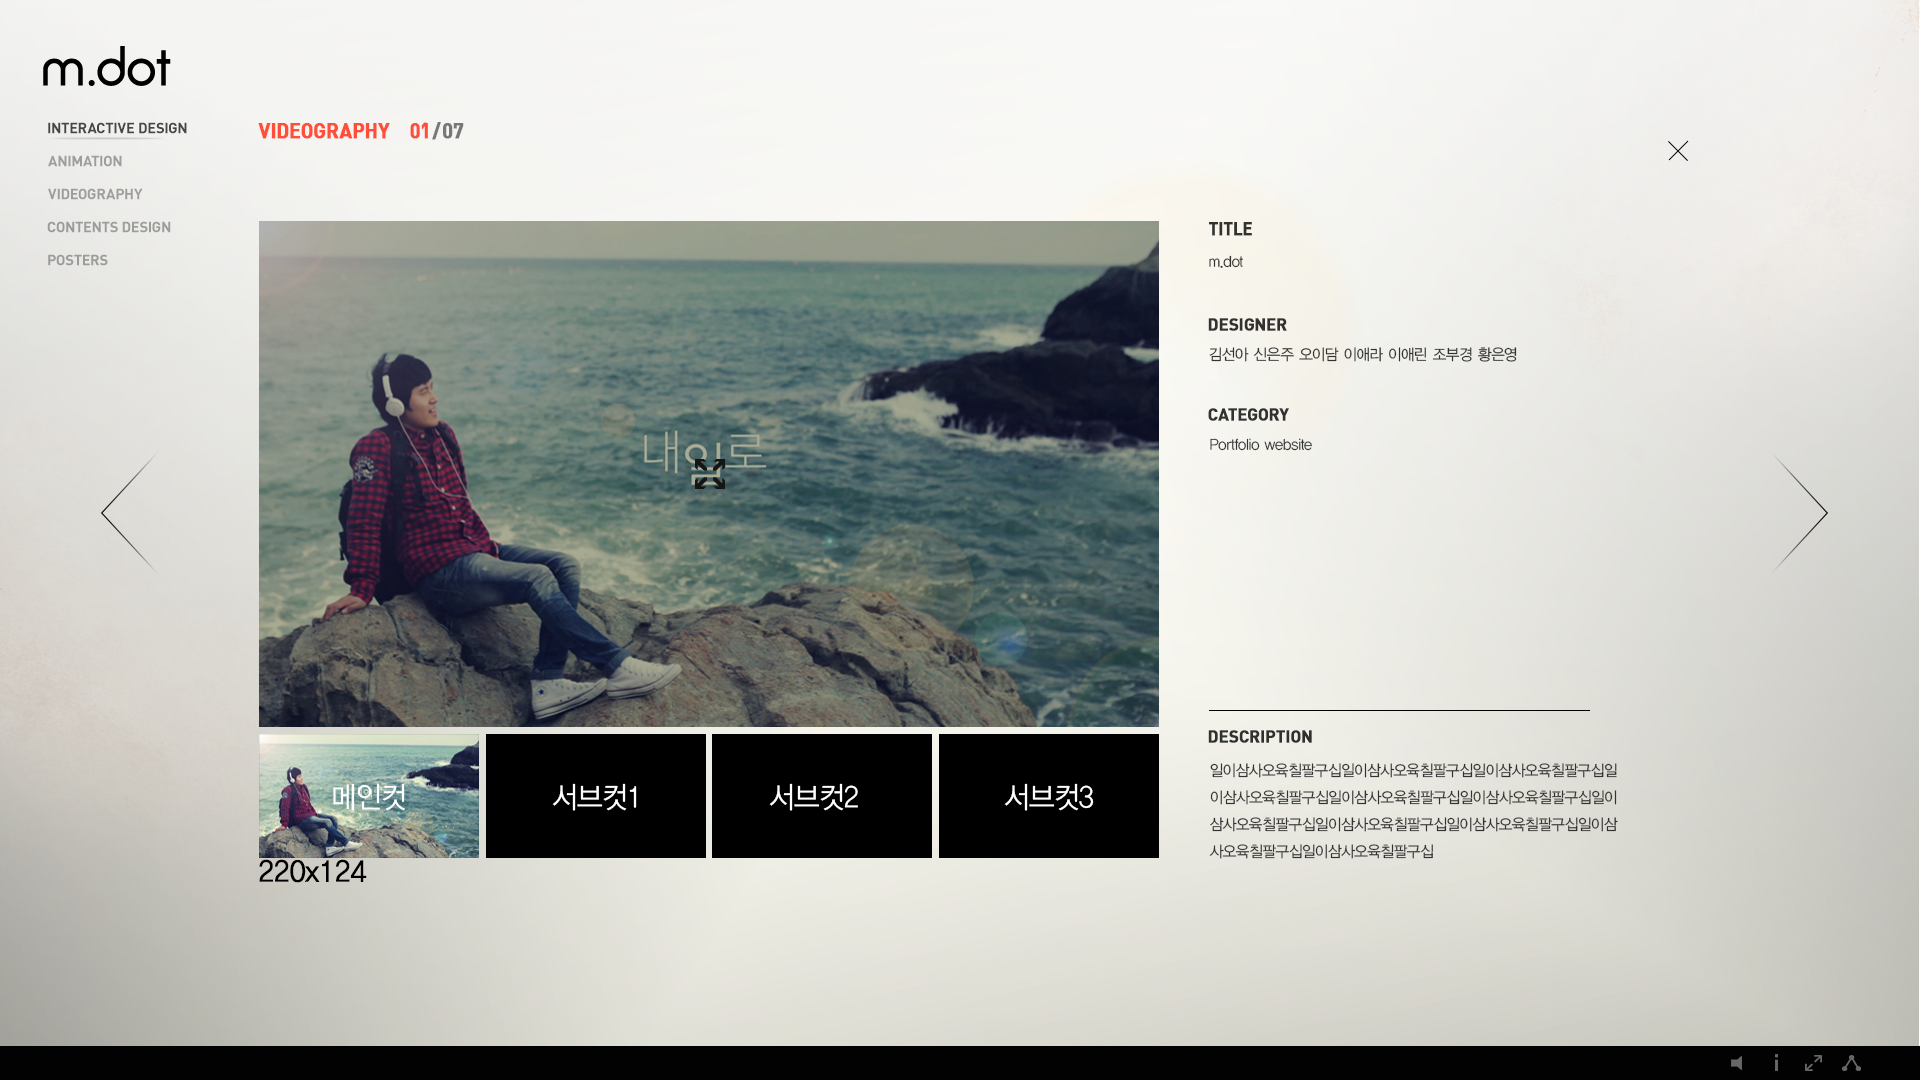 m.dot
INTERACTIVE DESIGN
ANIMATION
VIDEOGRAPHY
CONTENTS DESIGN
POSTERS
VIDEOGRAPHY 01/07
내일로
메인컷
서브컷1
서브컷2
서브컷3
220x124
TITLE
m.dot
DESIGNER
김선아 신은주 오이담 이애라 이애린 조부경 황은영
CATEGORY
Portfolio website
DESCRIPTION
일이삼사오육칠팔구십일이삼사오육칠팔구십일이삼사오육칠팔구십일
이삼사오육칠팔구십일이삼사오육칠팔구십일이삼사오육칠팔구십일이
삼사오육칠팔구십일이삼사오육칠팔구십일이삼사오육칠팔구십일이삼
사오육칠팔구십일이삼사오육칠팔구십